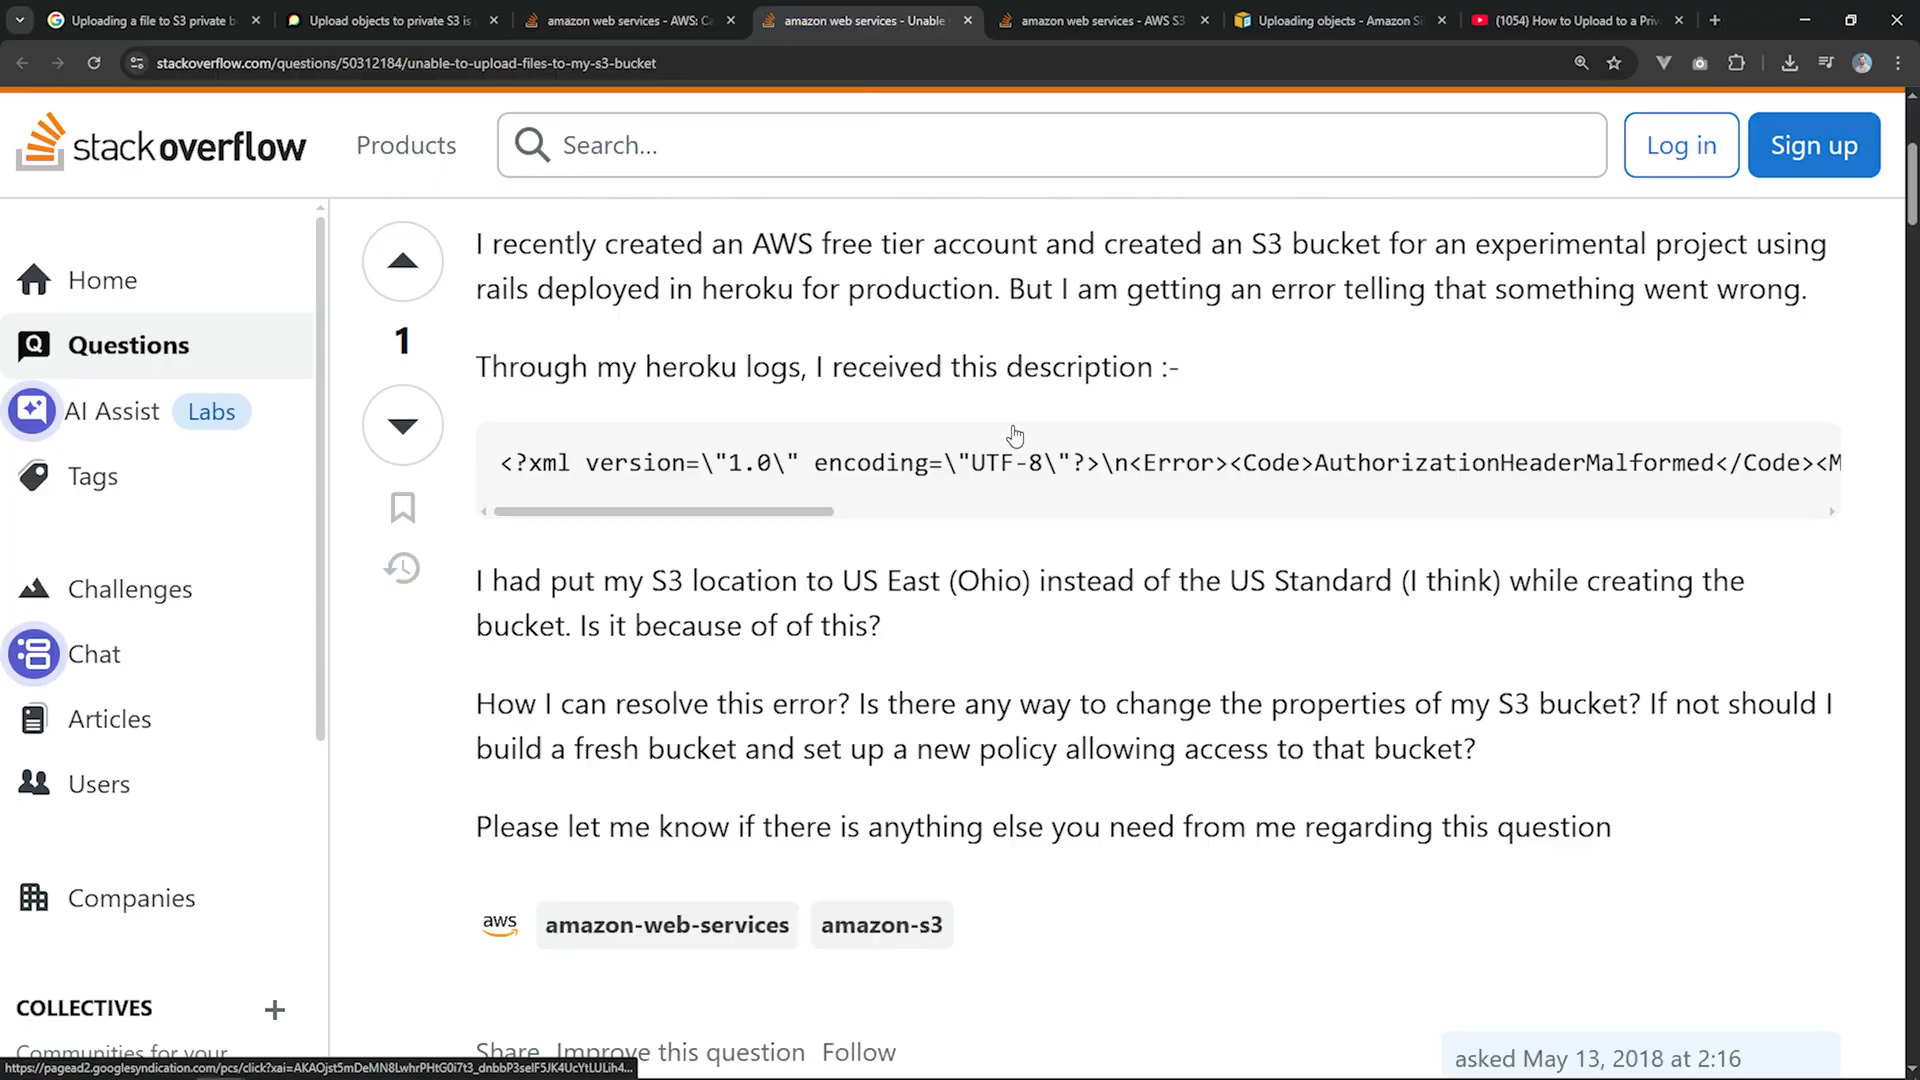 Uploading a file to S3 private b
Upload objects to private S3 is
amazon web services - AWS: Ca
amazon web services - Unable
amazon web services - AWS S3
Uploading objects - Amazon Si
(1054) How to Upload to a Priv
stackoverflow.com/questions/50312184/unable-to-upload-files-to-my-s3-bucket
stackoverflow
Products
Search...
Log in
Sign up
Home
Questions
AI Assist Labs
Tags
Challenges
Chat
Articles
Users
Companies
COLLECTIVES
Communities for your
1
I recently created an AWS free tier account and created an S3 bucket for an experimental project using
rails deployed in heroku for production. But I am getting an error telling that something went wrong.
Through my heroku logs, I received this description :-
<?xml version=\"1.0\" encoding=\"UTF-8\"?>\n<Error><Code>AuthorizationHeaderMalformed</Code><M
I had put my S3 location to US East (Ohio) instead of the US Standard (I think) while creating the
bucket. Is it because of of this?
How I can resolve this error? Is there any way to change the properties of my S3 bucket? If not should I
build a fresh bucket and set up a new policy allowing access to that bucket?
Please let me know if there is anything else you need from me regarding this question
aws amazon-web-services amazon-s3
Share Improve this question Follow
asked May 13, 2018 at 2:16